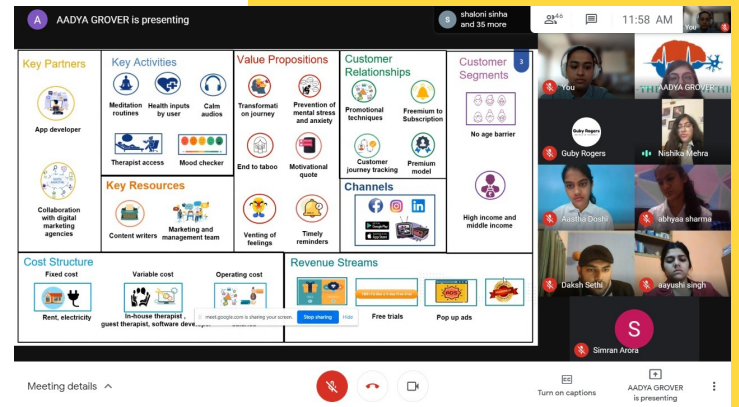 A
AADYA GROVER is presenting
s
shaloni sinha
and 35 more
46
11:58 AM
You
3
Key Partners
App developer
Collaboration
with digital
marketing
agencies
Key Activities
Meditation
routines
Health inputs
by user
Calm
audios
Therapist access
Mood checker
Key Resources
Content writers
Marketing and
management team
Value Propositions
Transformati
on journey
Prevention of
mental stress
and anxiety
End to taboo
Motivational
quote
Venting of
feelings
Timely
reminders
Customer
Relationships
Promotional
techniques
Freemium to
Subscription
Customer
journey tracking
Premium
model
Channels
Google Play
App Store
Customer
Segments
No age barrier
High income and
middle income
Cost Structure
Fixed cost
Variable cost
Operating cost
Rent, electricity
In-house therapist ,
guest therapist, software developer
Revenue Streams
ADS
Free trials
Pop up ads
meet.google.com is sharing your screen.
Stop sharing
Hide
You
AADYA GROVER
Guby Rogers
Guby Rogers
Nishika Mehra
Aastha Doshi
abhyaa sharma
Daksh Sethi
aayushi singh
S
Simran Arora
Meeting details
Turn on captions
AADYA GROVER
is presenting